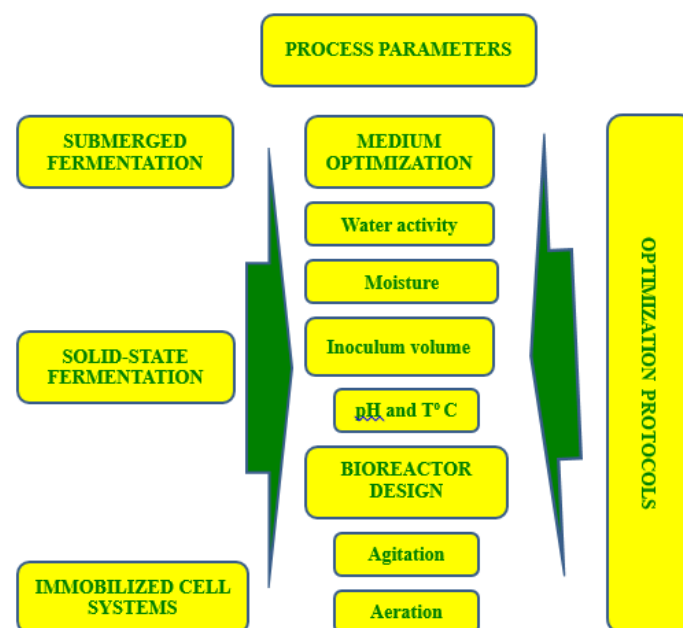 PROCESS PARAMETERS
SUBMERGED
FERMENTATION
SOLID-STATE
FERMENTATION
IMMOBILIZED CELL
SYSTEMS
MEDIUM
OPTIMIZATION
Water activity
Moisture
Inoculum volume
pH and Tº C
BIOREACTOR
DESIGN
Agitation
Aeration
OPTIMIZATION PROTOCOLS